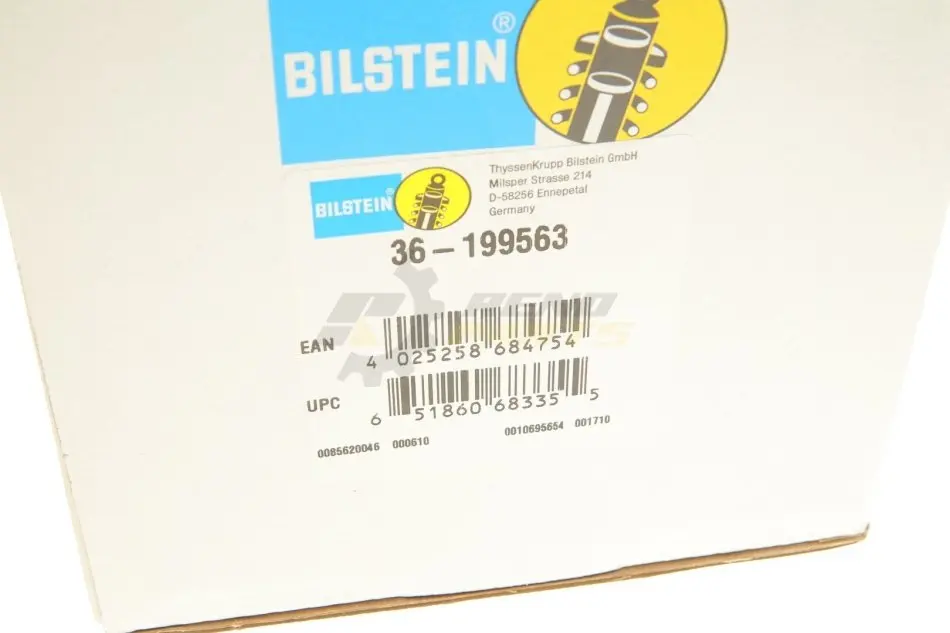 BILSTEIN®
BILSTEIN®
ThyssenKrupp Bilstein GmbH
Milsper Strasse 214
D-58256 Ennepetal
Germany
36-199563
EAN
4 025258 684754
UPC
6 51860 68335 5
0085620046 000610 0010695654 001710